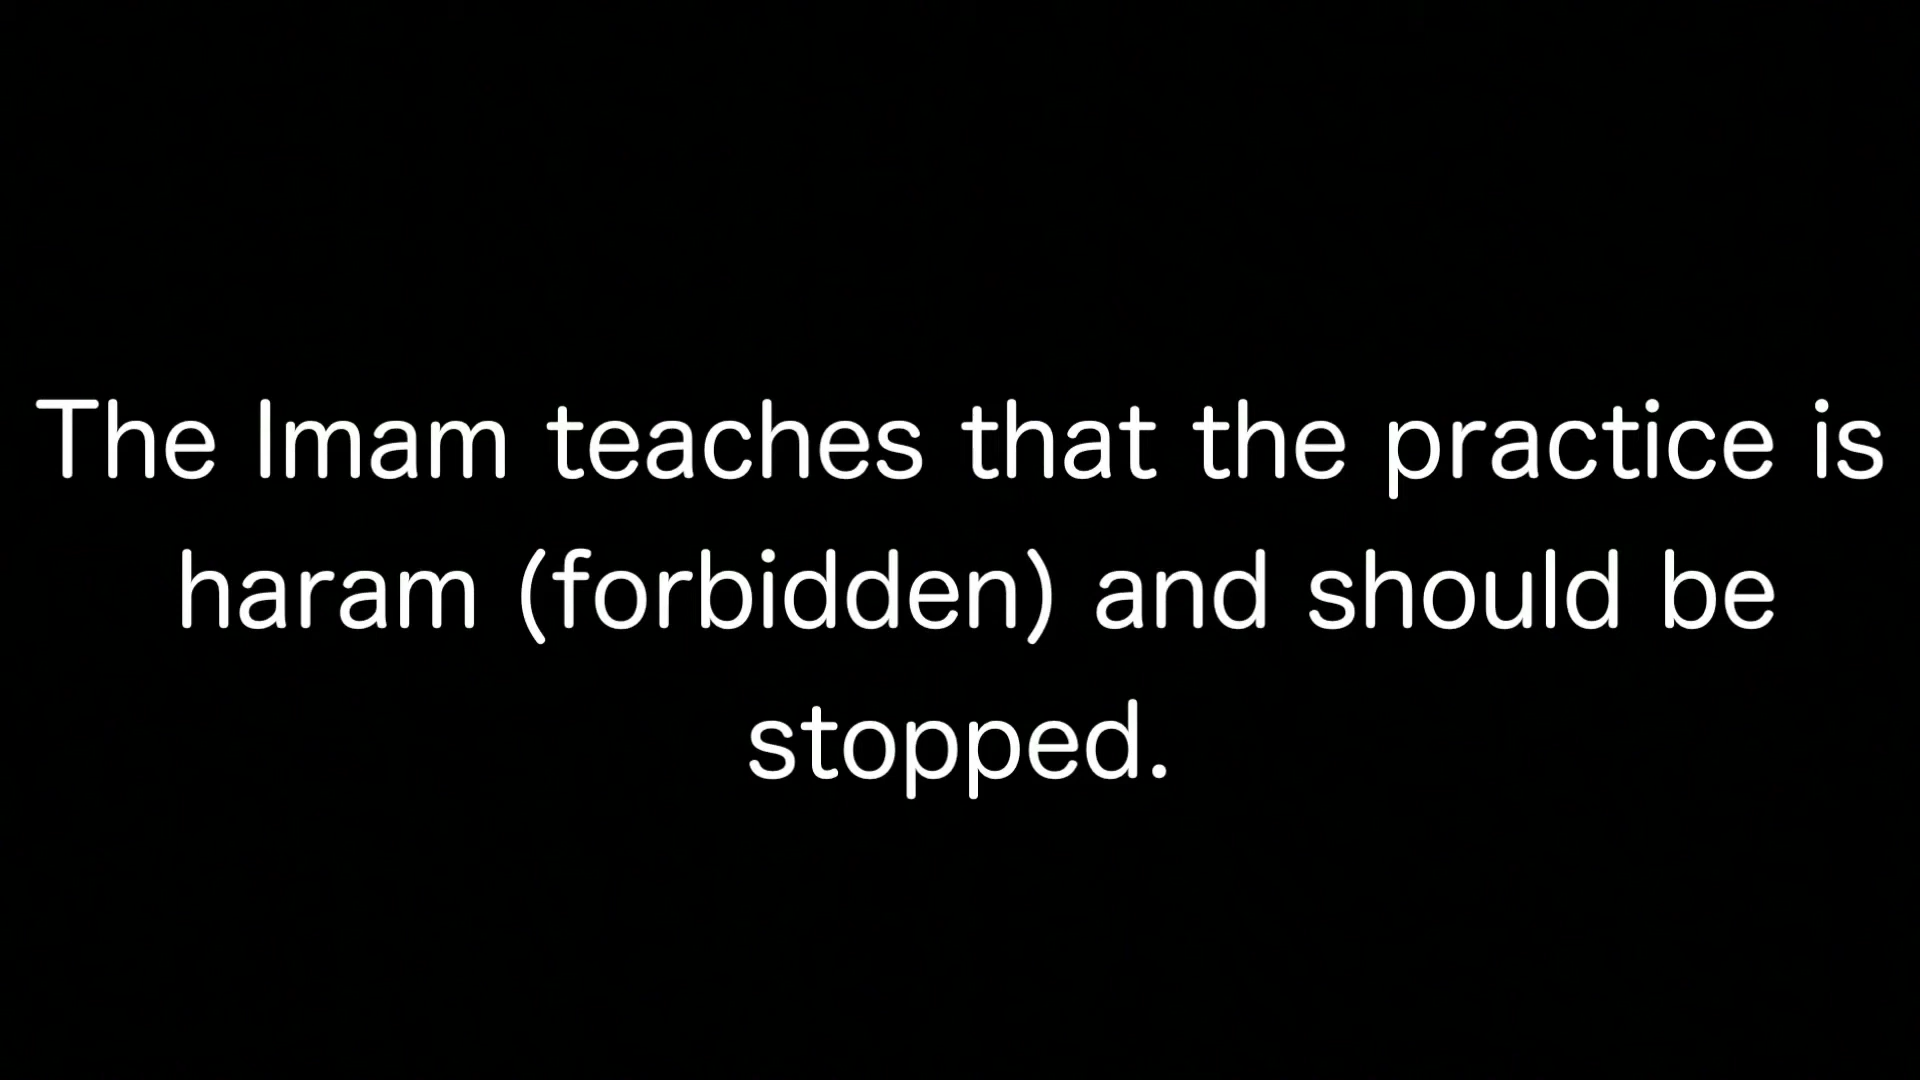 The Imam teaches that the practice is
haram (forbidden) and should be
stopped.